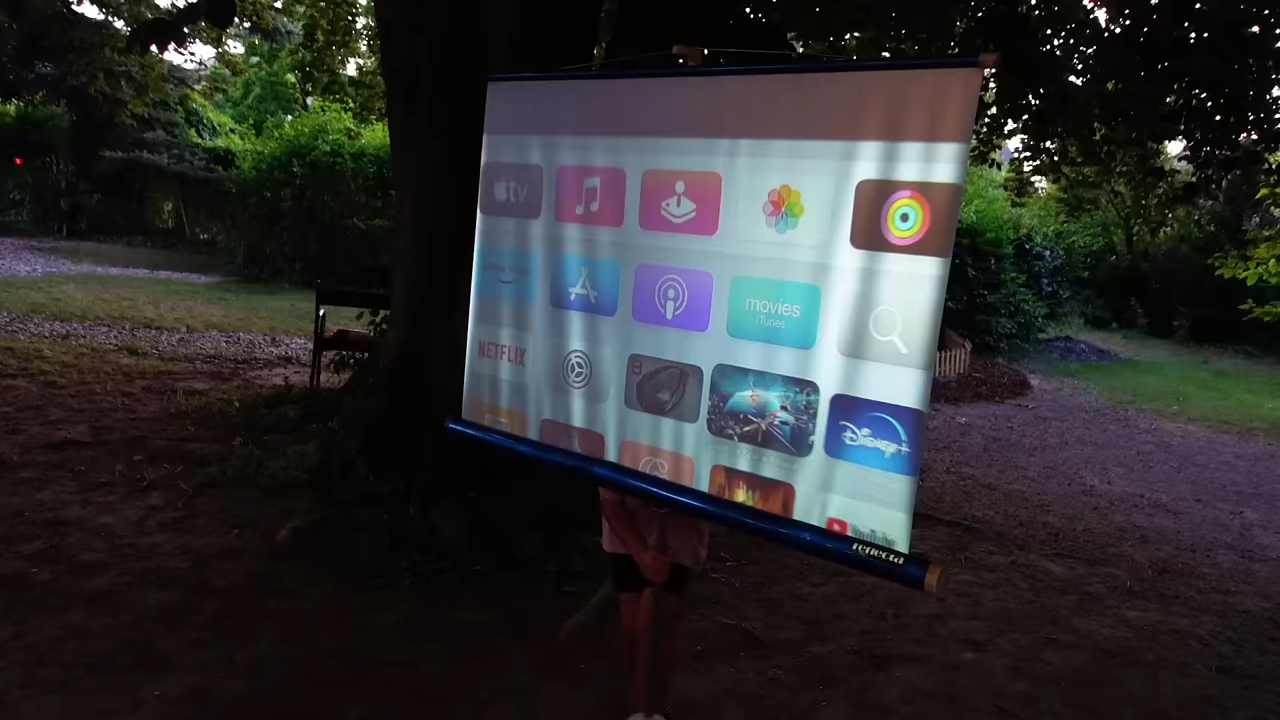 tv
NETFLIX
movies
iTunes
Disney+
YouTube
reflecta